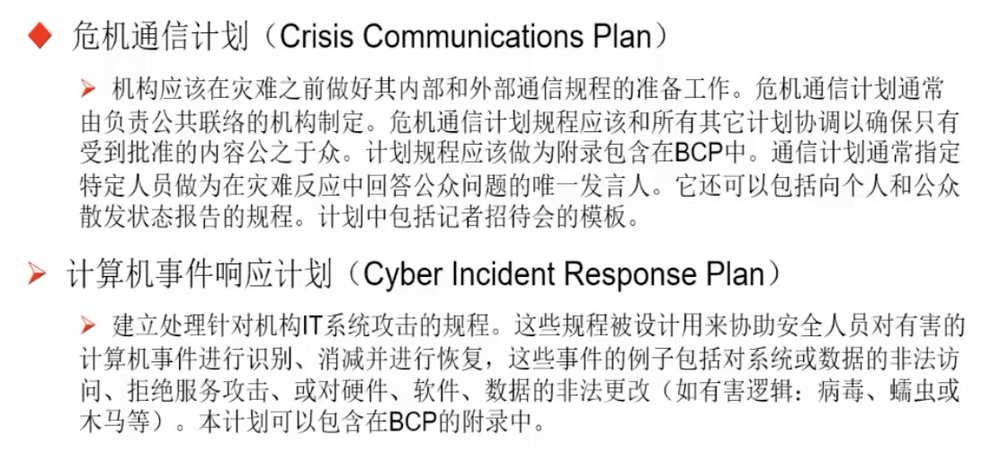 危机通信计划（Crisis Communications Plan）
机构应该在灾难之前做好其内部和外部通信规程的准备工作。危机通信计划通常
由负责公共联络的机构制定。危机通信计划规程应该和所有其它计划协调以确保只有
受到批准的内容公之于众。计划规程应该做为附录包含在BCP中。通信计划通常指定
特定人员做为在灾难反应中回答公众问题的唯一发言人。它还可以包括向个人和公众
散发状态报告的规程。计划中包括记者招待会的模板。
计算机事件响应计划（Cyber Incident Response Plan）
建立处理针对机构IT系统攻击的规程。这些规程被设计用来协助安全人员对有害的
计算机事件进行识别、消减并进行恢复，这些事件的例子包括对系统或数据的非法访
问、拒绝服务攻击、或对硬件、软件、数据的非法更改（如有害逻辑：病毒、蠕虫或
木马等）。本计划可以包含在BCP的附录中。